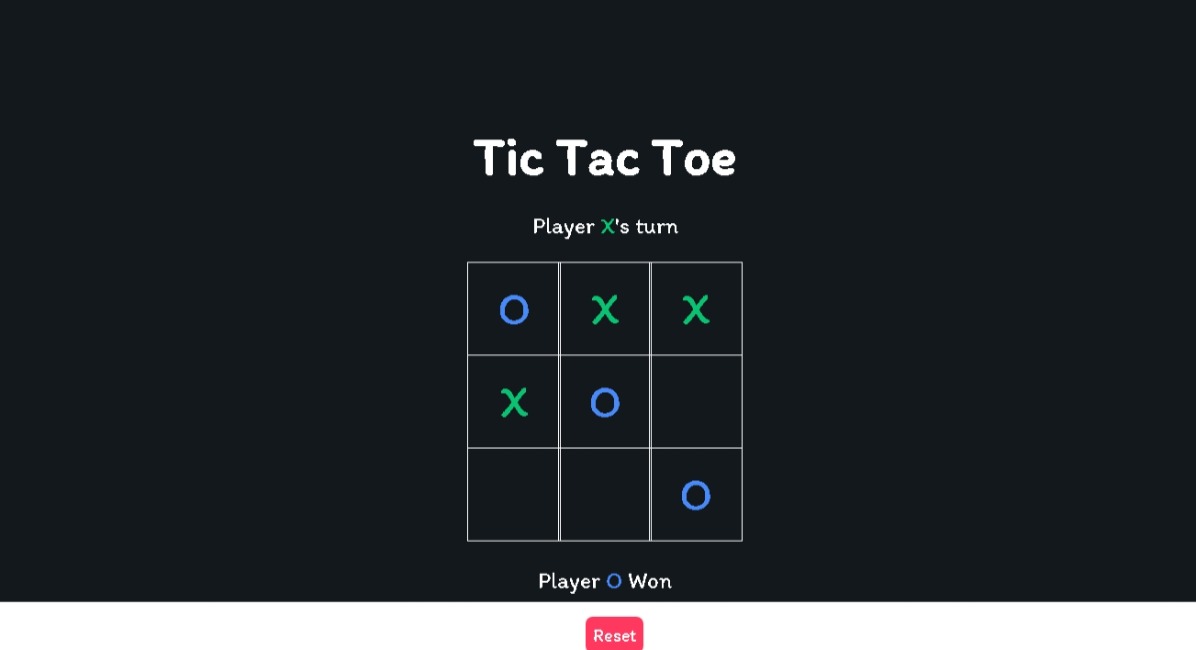 Tic Tac Toe
Player X's turn
O X X
X O
O
Player O Won
Reset